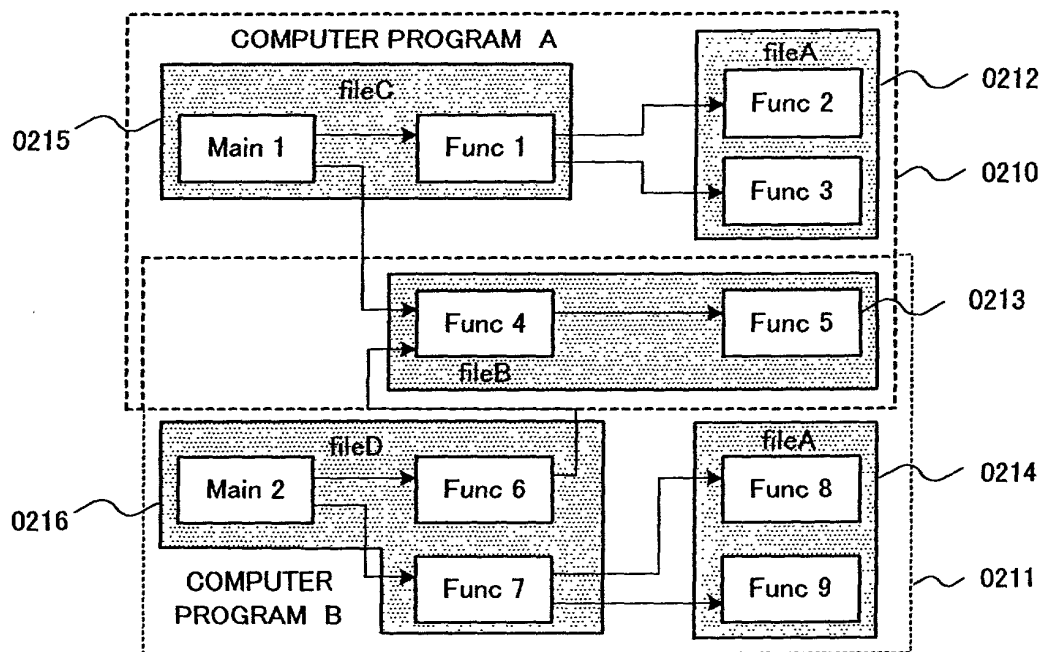 COMPUTER PROGRAM A
fileA
fileC
Func 2
0212
0215
Main 1
Func 1
Func 3
0210
Func 4
Func 5
0213
fileB
fileD
fileA
Main 2
Func 6
Func 8
0214
0216
COMPUTER
PROGRAM B
Func 7
Func 9
0211